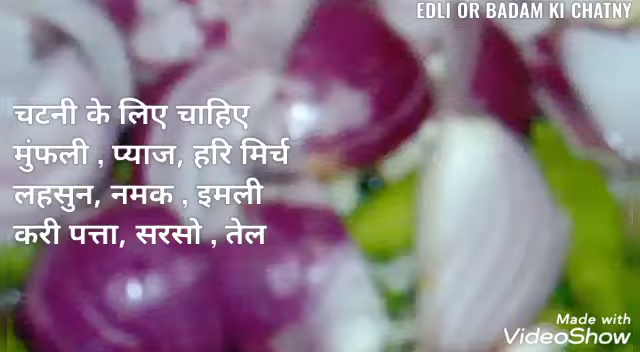 EDLI OR BADAM KI CHATNY
चटनी के लिए चाहिए
मुंफली , प्याज, हरि मिर्च
लहसुन, नमक , इमली
करी पत्ता, सरसो , तेल
Made with
VideoShow